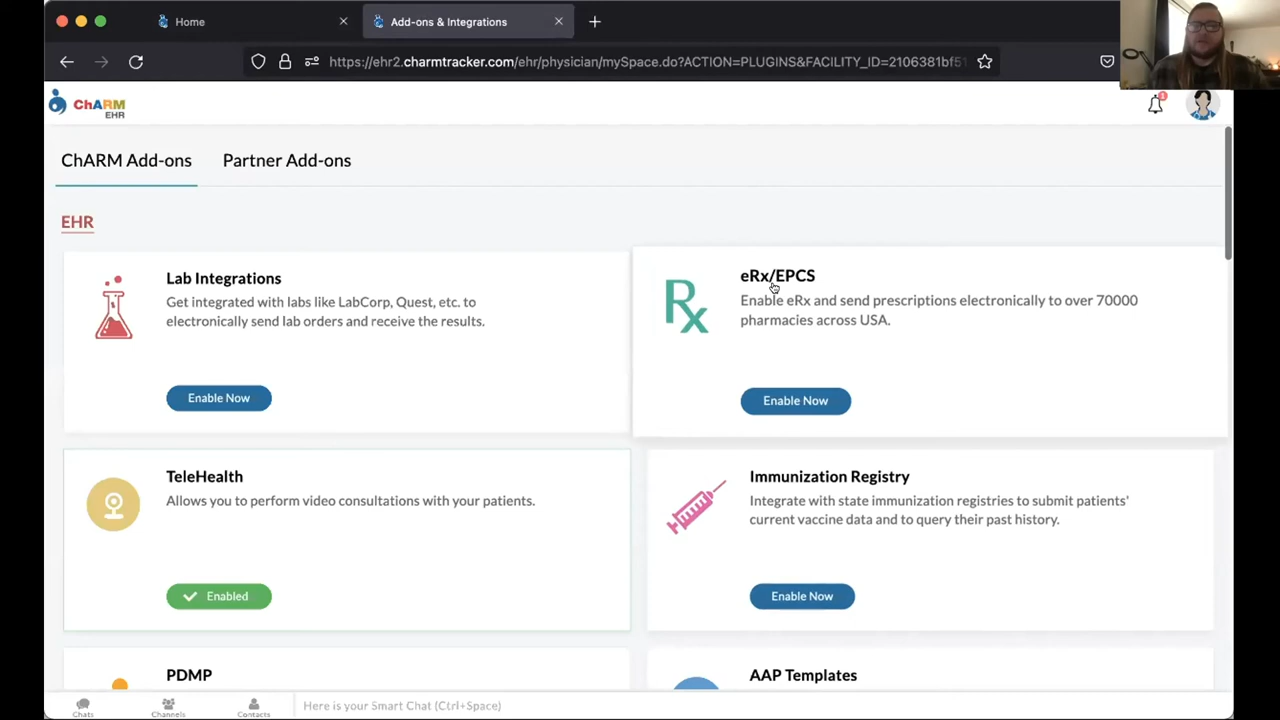 Home
Add-ons & Integrations
https://ehr2.charmtracker.com/ehr/physician/mySpace.do?ACTION=PLUGINS&FACILITY_ID=2106381bf51
ChARM
EHR
1
ChARM Add-ons
Partner Add-ons
EHR
Lab Integrations
Get integrated with labs like LabCorp, Quest, etc. to
electronically send lab orders and receive the results.
Enable Now
Rx
eRx/EPCS
Enable eRx and send prescriptions electronically to over 70000
pharmacies across USA.
Enable Now
TeleHealth
Allows you to perform video consultations with your patients.
Enabled
Immunization Registry
Integrate with state immunization registries to submit patients'
current vaccine data and to query their past history.
Enable Now
PDMP
AAP Templates
Chats
Channels
Contacts
Here is your Smart Chat (Ctrl+Space)